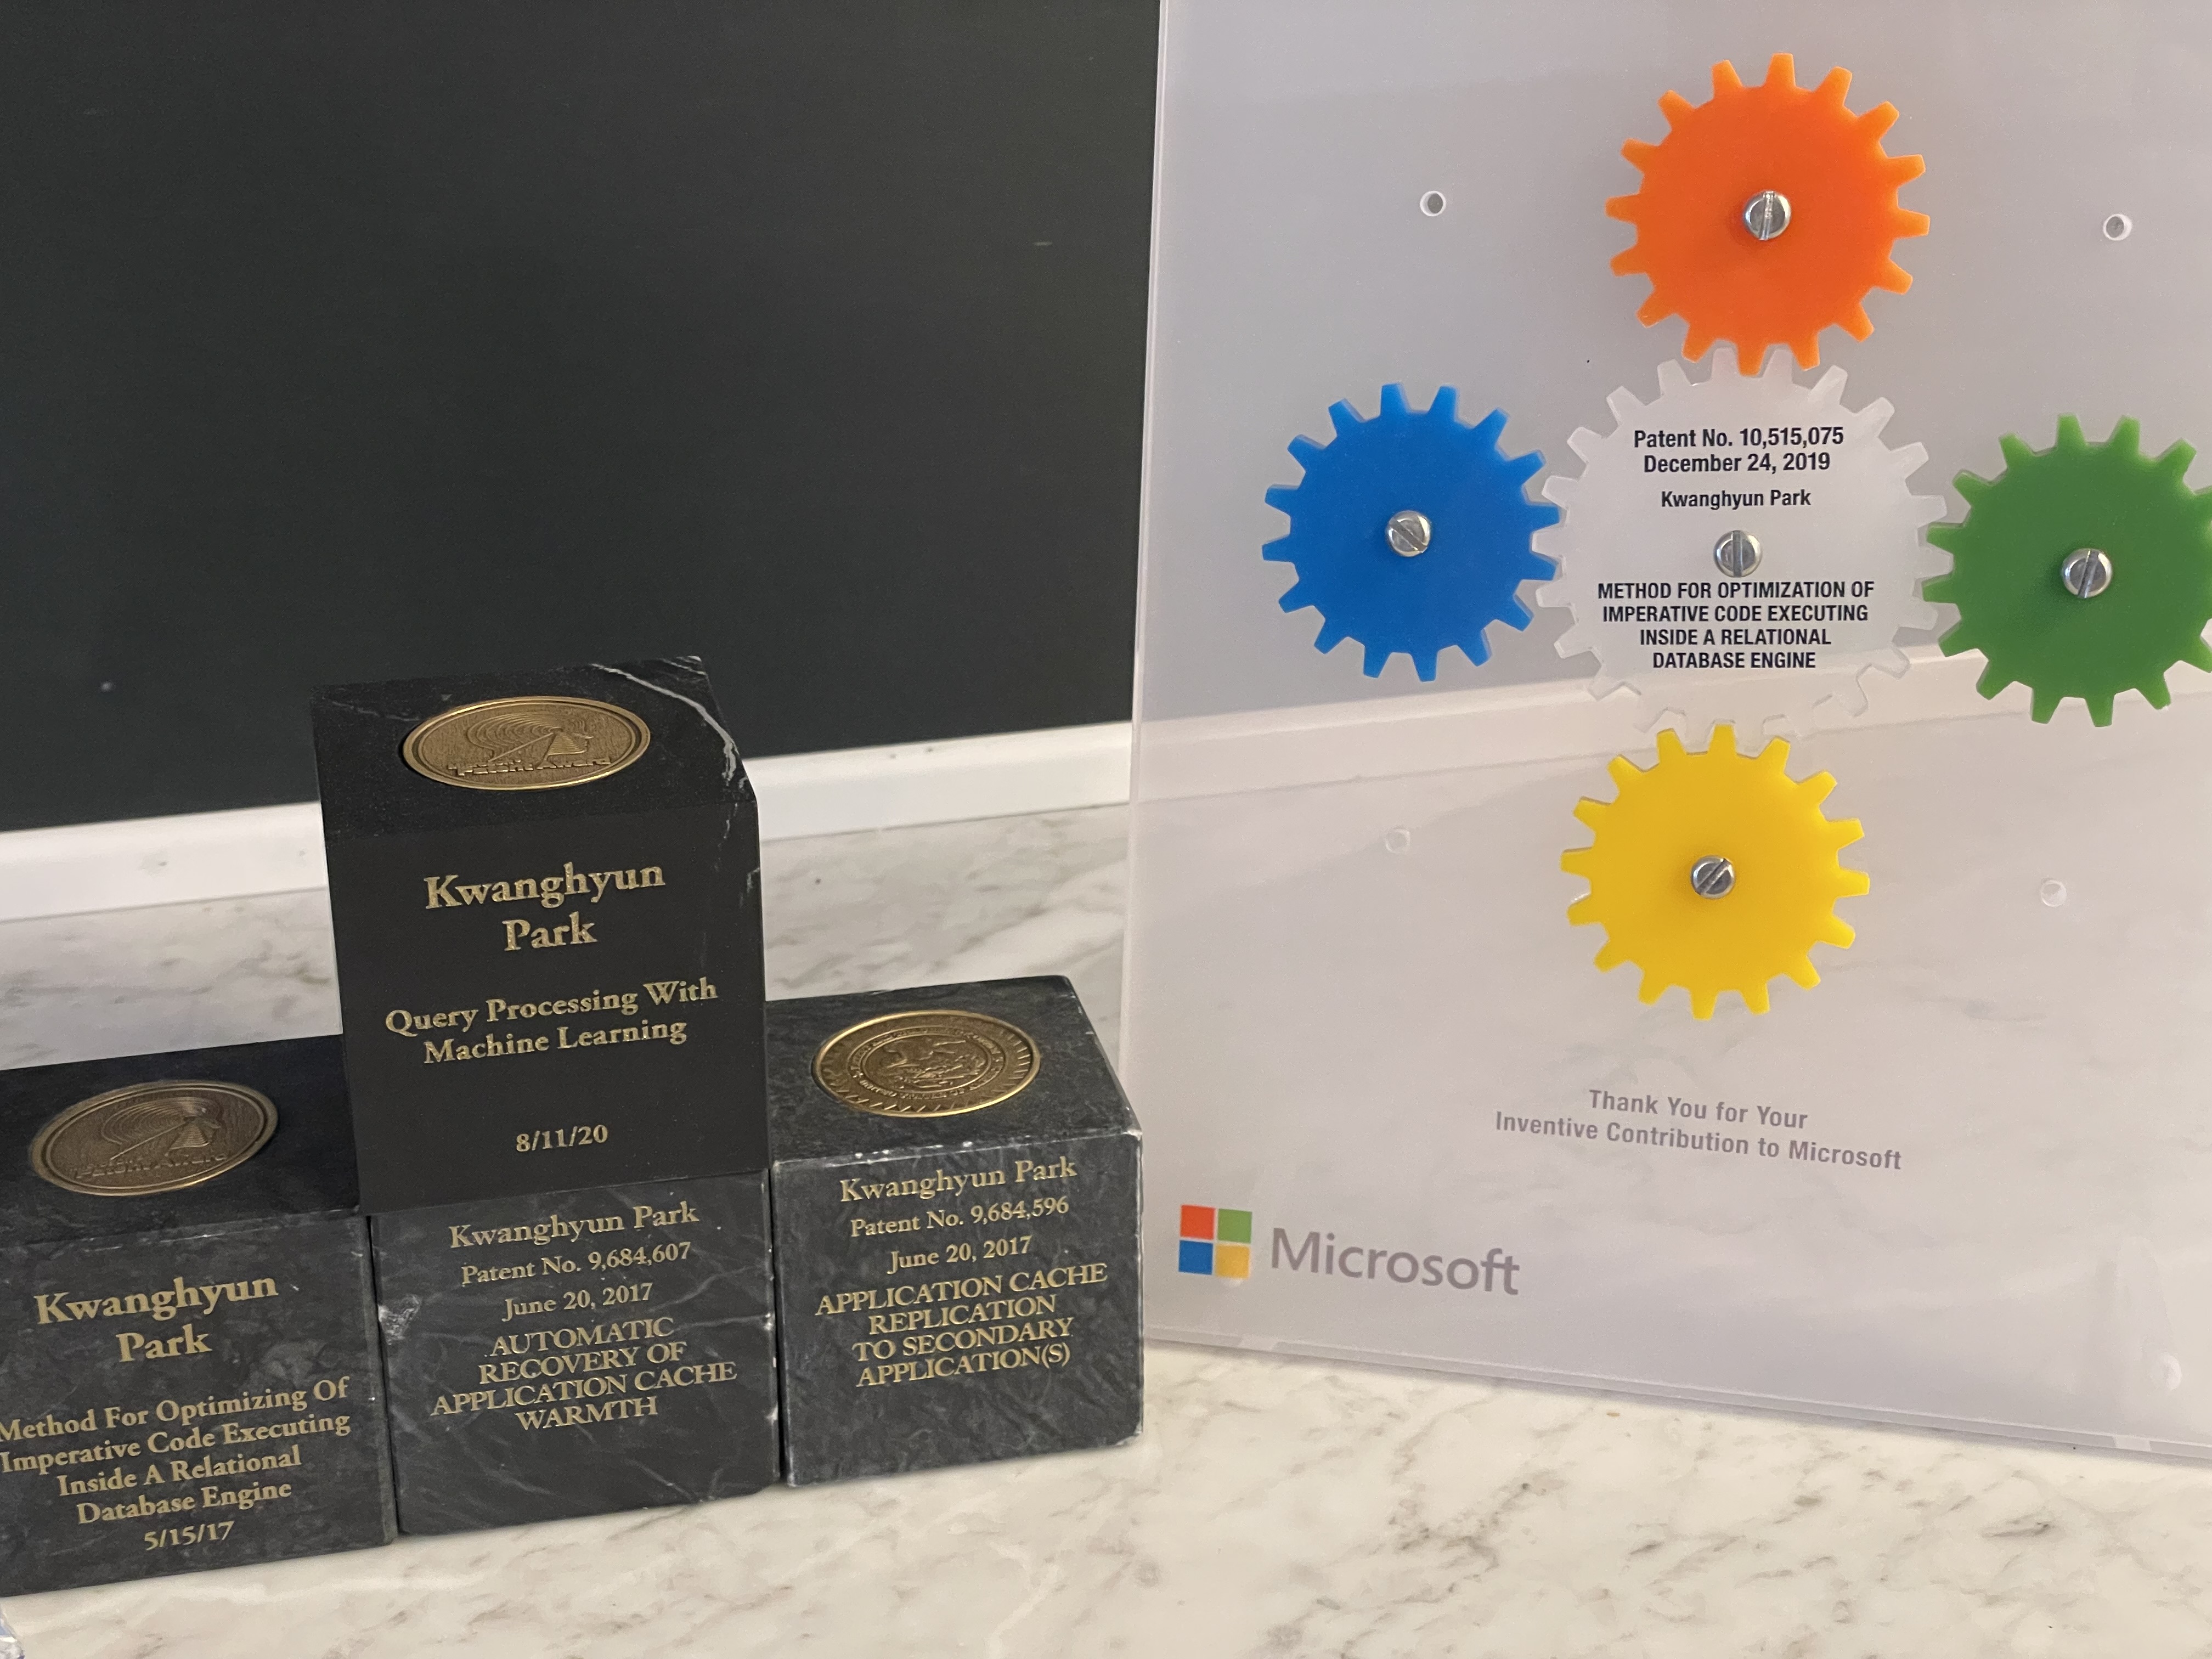 Kwanghyun
Park
Query Processing With
Machine Learning
8/11/20
Kwanghyun
Park
Method For Optimizing Of
Imperative Code Executing
Inside A Relational
Database Engine
5/15/17
Kwanghyun Park
Patent No. 9,684,607
June 20, 2017
AUTOMATIC
RECOVERY OF
APPLICATION CACHE
WARMTH
Kwanghyun Park
Patent No. 9,684,596
June 20, 2017
APPLICATION CACHE
REPLICATION
TO SECONDARY
APPLICATION(S)
Patent No. 10,515,075
December 24, 2019
Kwanghyun Park
METHOD FOR OPTIMIZATION OF
IMPERATIVE CODE EXECUTING
INSIDE A RELATIONAL
DATABASE ENGINE
Thank You for Your
Inventive Contribution to Microsoft
Microsoft